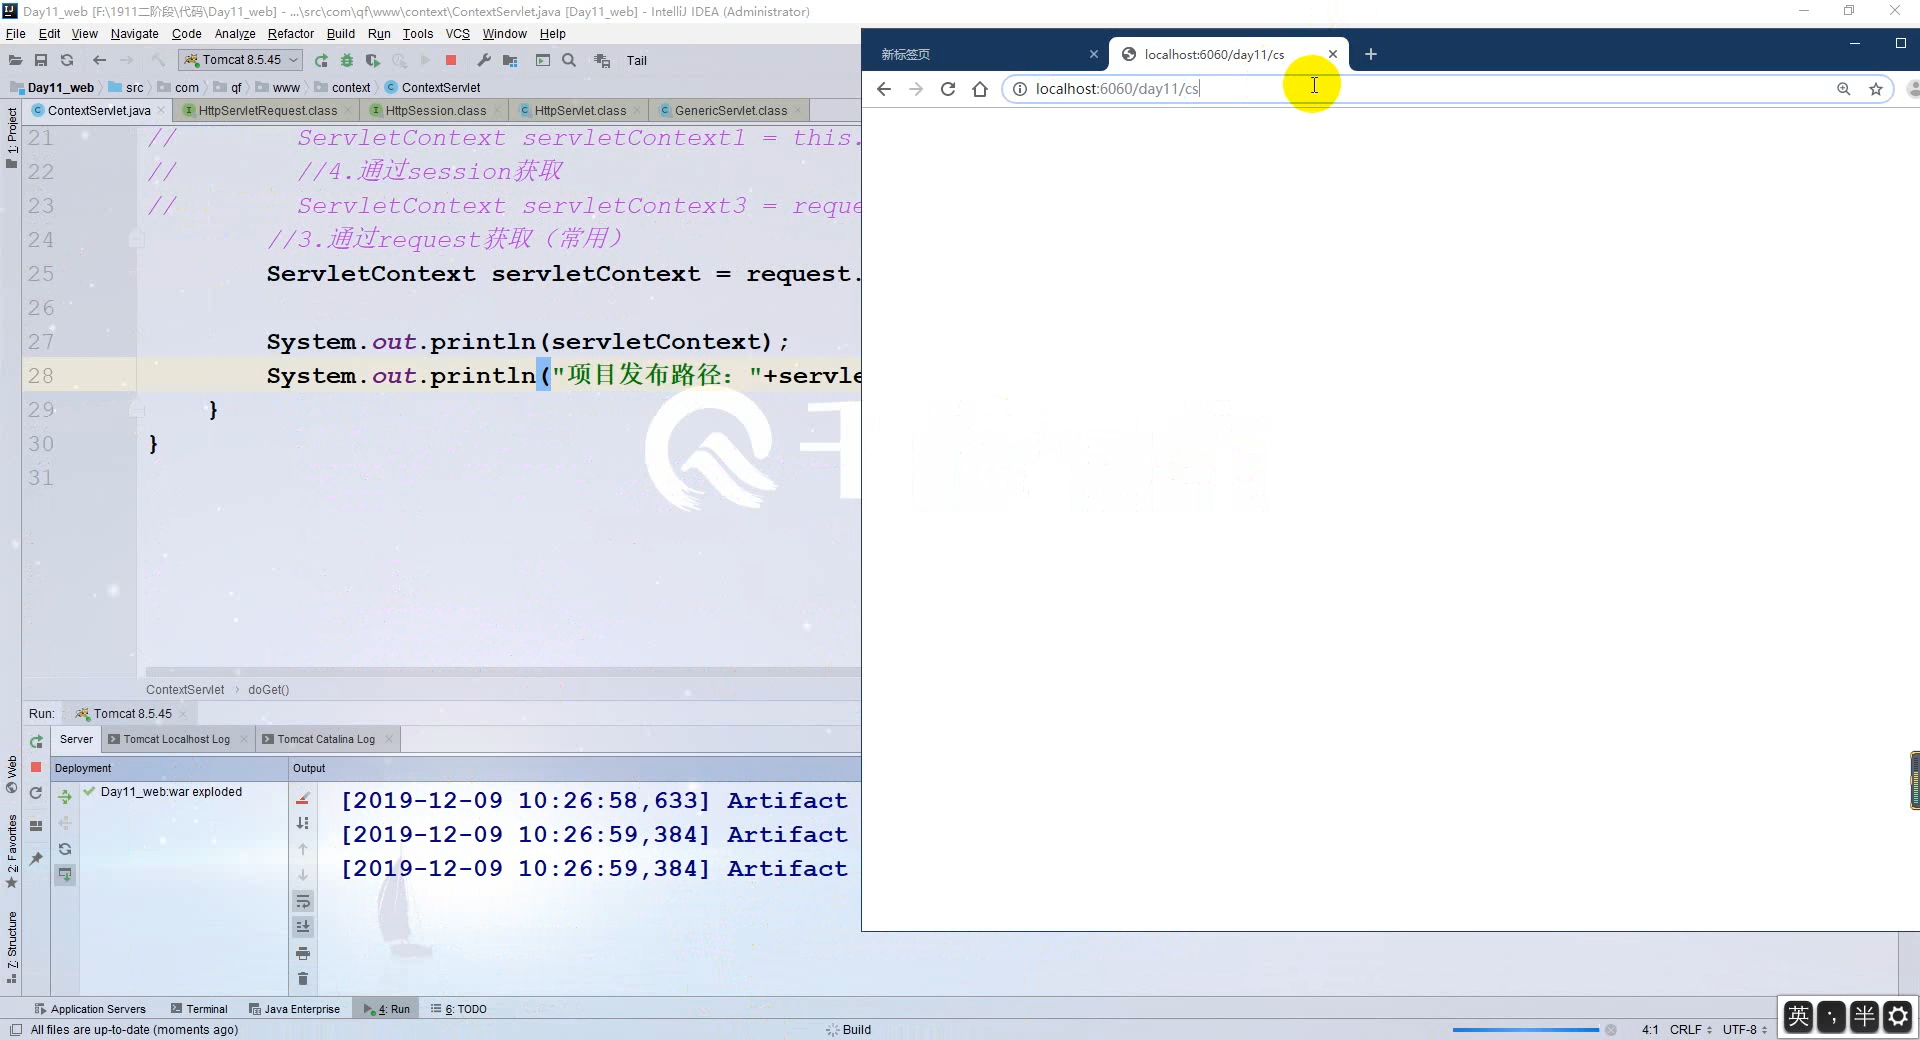 Day11_web [F:\1911二阶段\代码\Day11_web] - ...\src\com\qf\www\context\ContextServlet.java [Day11_web] - IntelliJ IDEA (Administrator)
File Edit View Navigate Code Analyze Refactor Build Run Tools VCS Window Help
Tomcat 8.5.45 Tail
Day11_web src com qf www context ContextServlet
ContextServlet.java HttpServletRequest.class HttpSession.class HttpServlet.class GenericServlet.class
新标签页 localhost:6060/day11/cs
localhost:6060/day11/cs
1: Project
21 // ServletContext servletContext1 = this.
22 // //4.通过session获取
23 // ServletContext servletContext3 = reque
24 //3.通过request获取（常用）
25 ServletContext servletContext = request.
26
27 System.out.println(servletContext);
28 System.out.println("项目发布路径："+servle
29 }
30 }
31
千
ContextServlet › doGet()
Run: Tomcat 8.5.45
Server Tomcat Localhost Log Tomcat Catalina Log
Deployment Output
Day11_web:war exploded
[2019-12-09 10:26:58,633] Artifact
[2019-12-09 10:26:59,384] Artifact
[2019-12-09 10:26:59,384] Artifact
Web
2: Favorites
7: Structure
Application Servers Terminal Java Enterprise 4: Run 6: TODO
All files are up-to-date (moments ago) Build 4:1 CRLF UTF-8
英 ·, 半